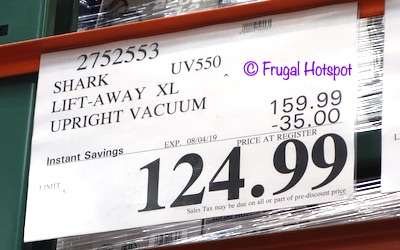 2752553
© Frugal Hotspot
SHARK UV550
LIFT-AWAY XL
UPRIGHT VACUUM
159.99
-35.00
Instant Savings EXP. 08/04/19 PRICE AT REGISTER
LIMIT 5
124.99
Sales Tax may be due on all or part of pre-discount price